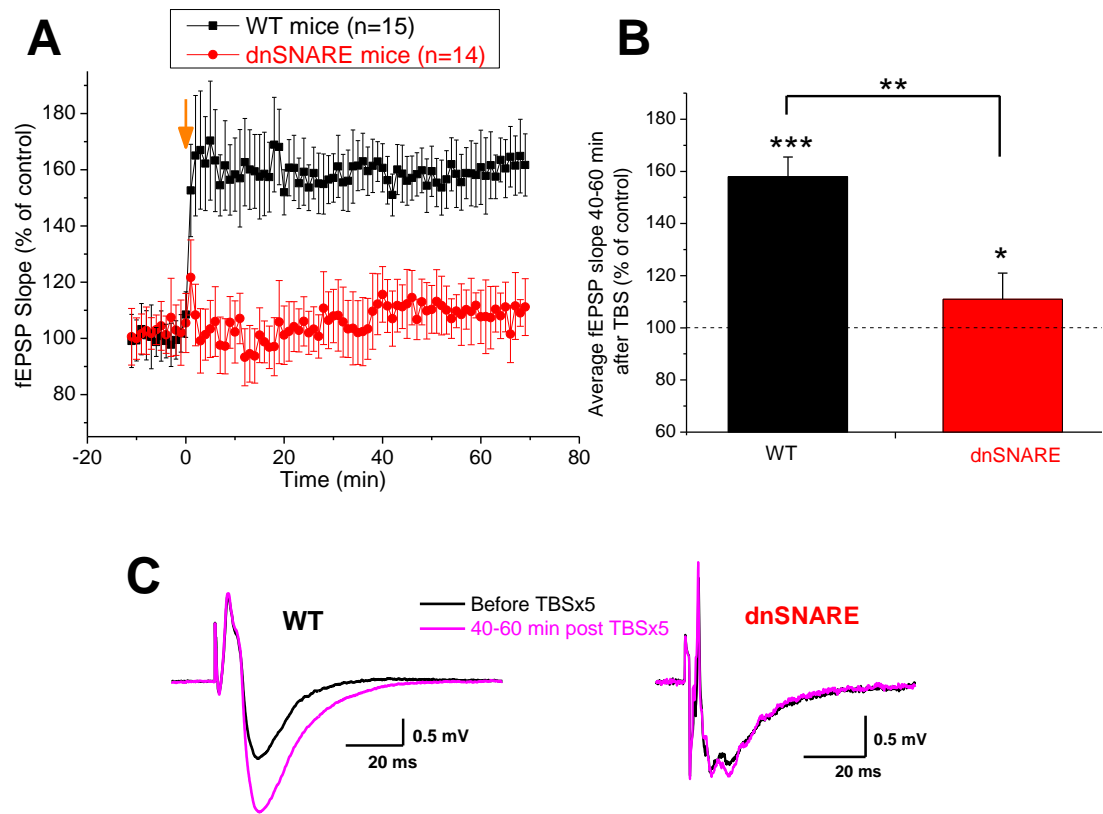 A
WT mice (n=15)
dnSNARE mice (n=14)
fEPSP Slope (% of control)
180
160
140
120
100
80
-20
0
20
40
60
80
Time (min)
B
Average fEPSP slope 40-60 min
after TBS (% of control)
180
160
140
120
100
80
60
**
***
*
WT
dnSNARE
C
WT
Before TBSx5
40-60 min post TBSx5
0.5 mV
20 ms
dnSNARE
0.5 mV
20 ms